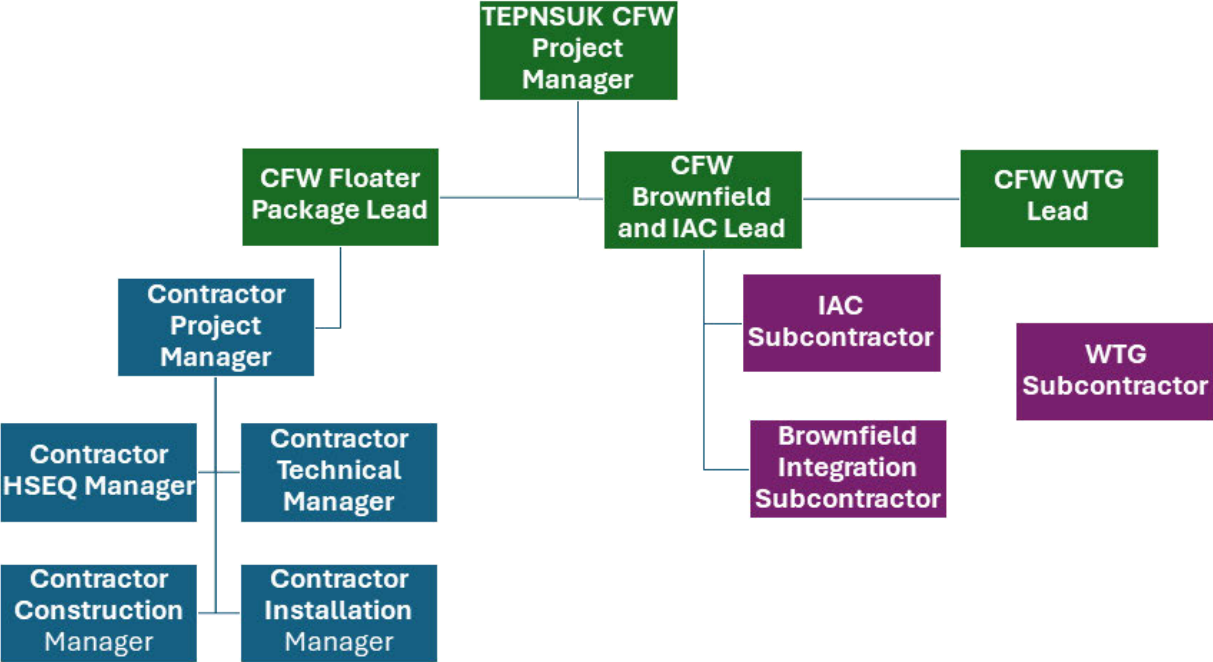 TEPNSUK CFW
Project
Manager
CFW Floater
Package Lead
CFW
Brownfield
and IAC Lead
CFW WTG
Lead
Contractor
Project
Manager
IAC
Subcontractor
WTG
Subcontractor
Contractor
HSEQ Manager
Contractor
Technical
Manager
Brownfield
Integration
Subcontractor
Contractor
Construction
Manager
Contractor
Installation
Manager